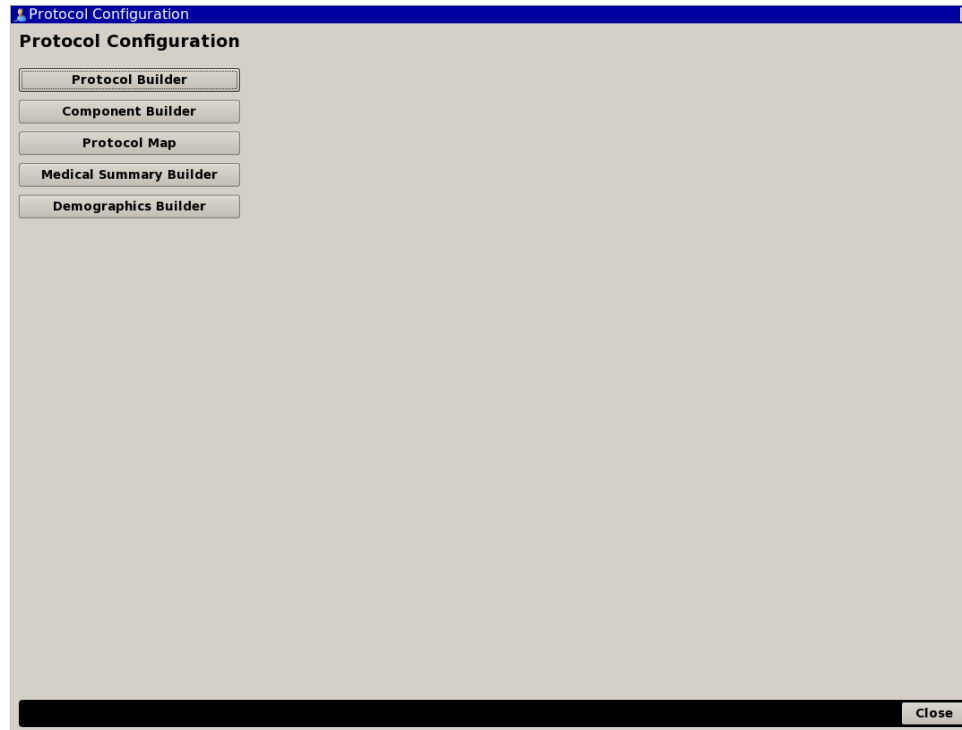 Protocol Configuration
Protocol Configuration
Protocol Builder
Component Builder
Protocol Map
Medical Summary Builder
Demographics Builder
Close